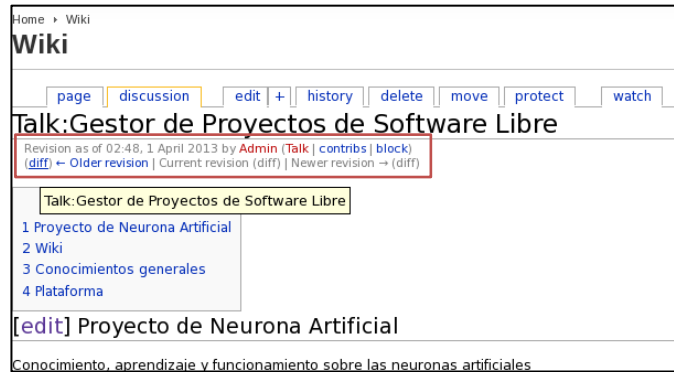 Home ▸ Wiki
Wiki
page discussion edit + history delete move protect watch
Talk:Gestor de Proyectos de Software Libre
Revision as of 02:48, 1 April 2013 by Admin (Talk | contribs | block)
(diff) ← Older revision | Current revision (diff) | Newer revision → (diff)
Talk:Gestor de Proyectos de Software Libre
1 Proyecto de Neurona Artificial
2 Wiki
3 Conocimientos generales
4 Plataforma
[edit] Proyecto de Neurona Artificial
Conocimiento, aprendizaje y funcionamiento sobre las neuronas artificiales